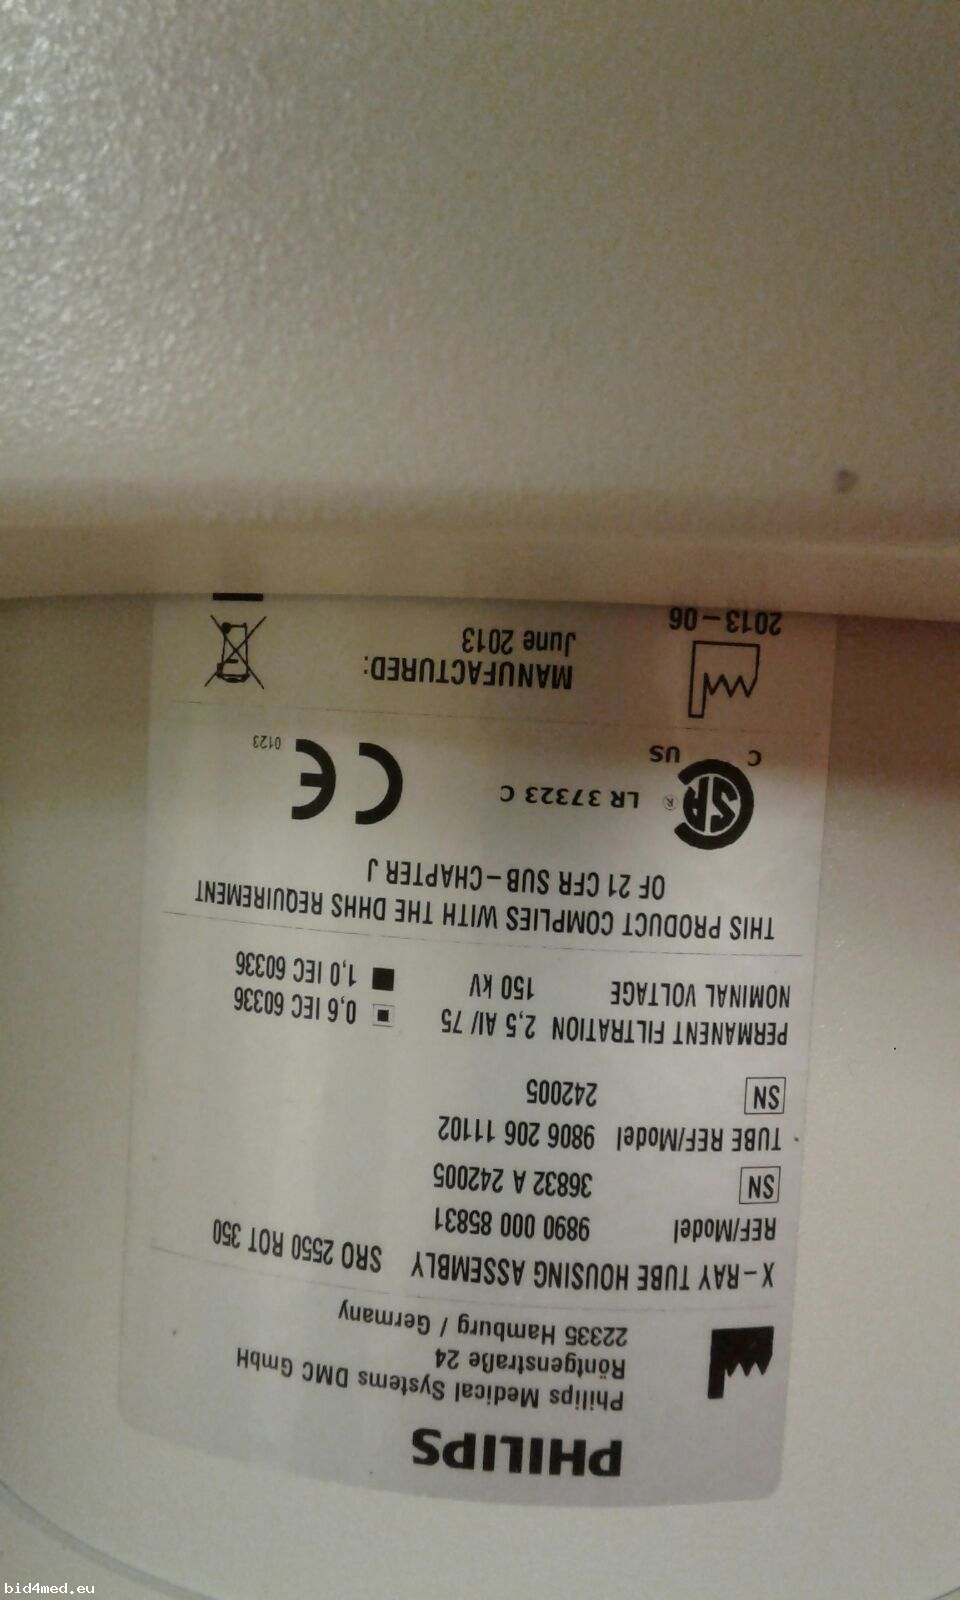 PHILIPS
Philips Medical Systems DMC GmbH
Röntgenstraße 24
22335 Hamburg / Germany
X-RAY TUBE HOUSING ASSEMBLY SRO 2550 ROT 350
REF/Model 9890 000 85831
SN 36832 A 242005
TUBE REF/Model 9806 206 11102
SN 242005
PERMANENT FILTRATION 2,5 Al/ 75 0,6 IEC 60336
NOMINAL VOLTAGE 150 kV 1,0 IEC 60336
THIS PRODUCT COMPLIES WITH THE DHHS REQUIREMENT
OF 21 CFR SUB-CHAPTER J
SA ® LR 37323 C CE 0123
C US
MANUFACTURED:
2013-06 June 2013
bid4med.eu